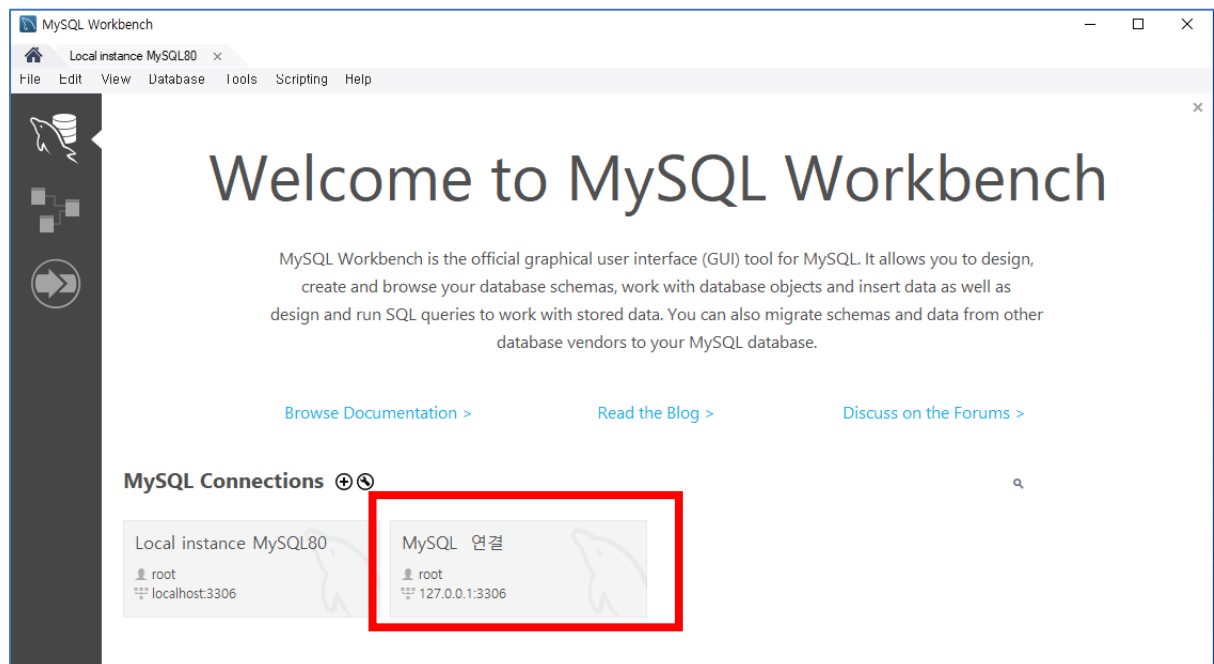 MySQL Workbench
Local instance MySQL80
File Edit View Database Tools Scripting Help
Welcome to MySQL Workbench
MySQL Workbench is the official graphical user interface (GUI) tool for MySQL. It allows you to design,
create and browse your database schemas, work with database objects and insert data as well as
design and run SQL queries to work with stored data. You can also migrate schemas and data from other
database vendors to your MySQL database.
Browse Documentation > Read the Blog > Discuss on the Forums >
MySQL Connections
Local instance MySQL80
root
localhost:3306
MySQL 연결
root
127.0.0.1:3306